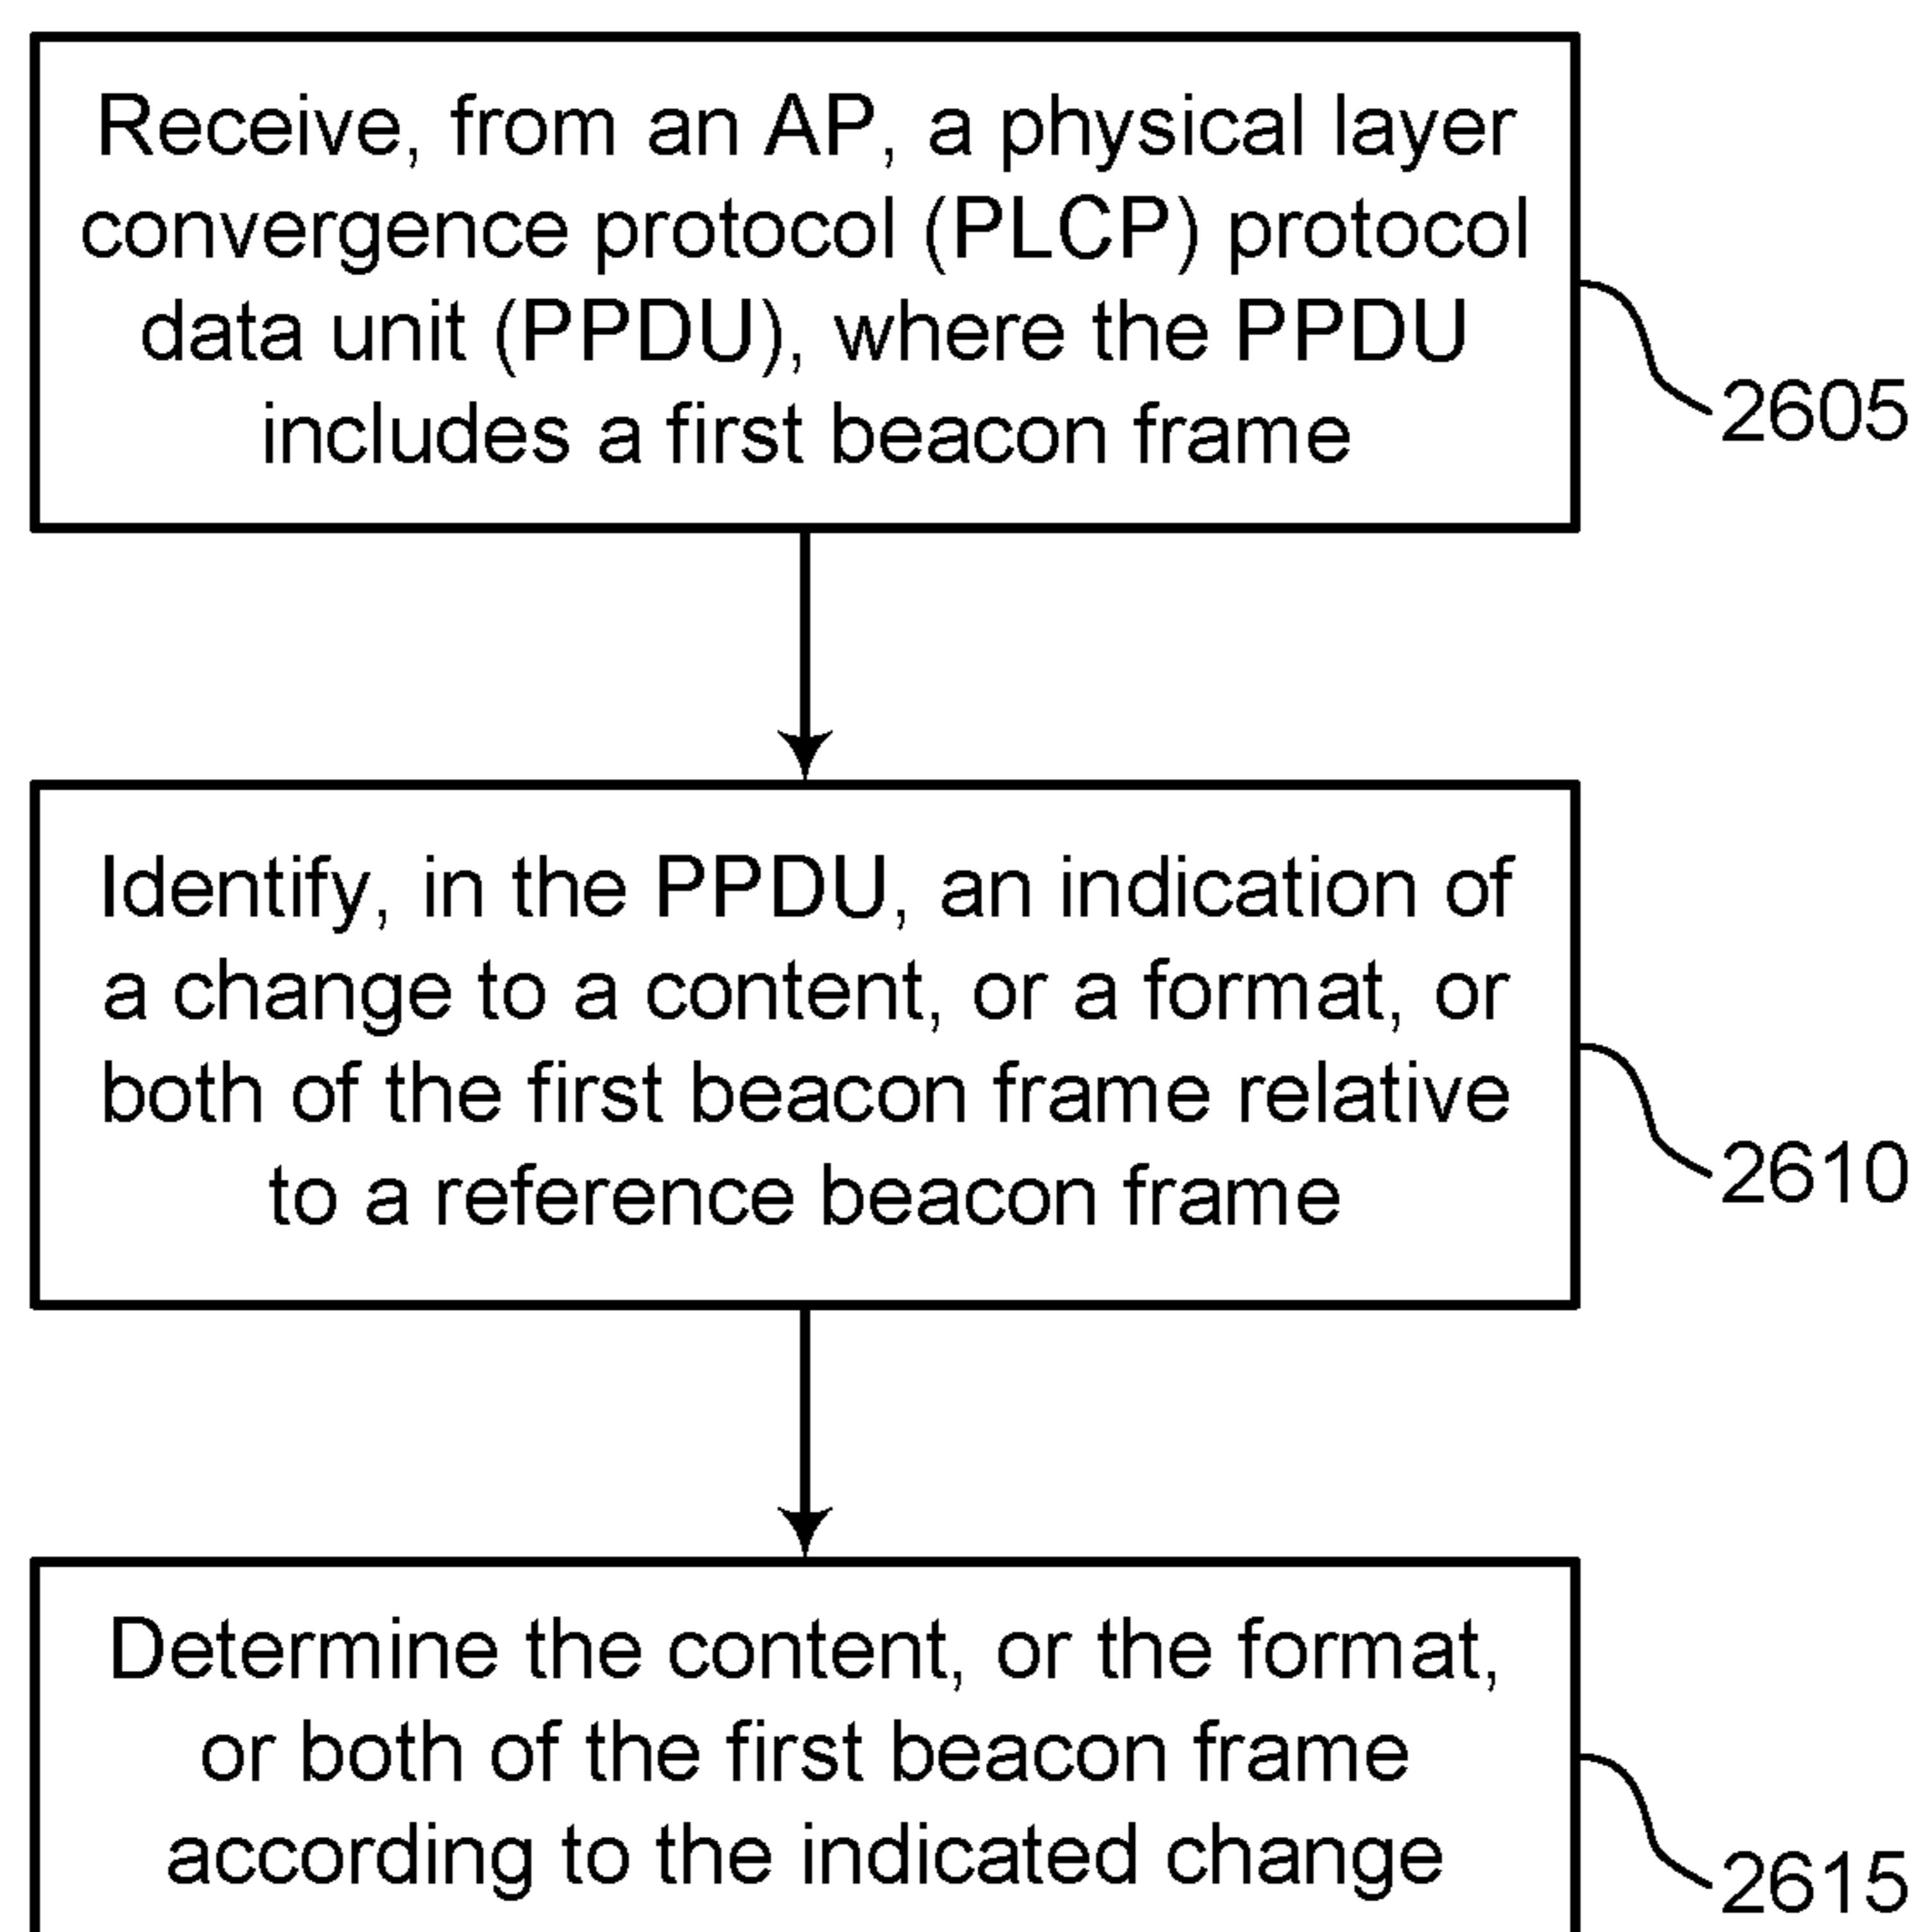 Receive, from an AP, a physical layer
convergence protocol (PLCP) protocol
data unit (PPDU), where the PPDU
includes a first beacon frame
2605
Identify, in the PPDU, an indication of
a change to a content, or a format, or
both of the first beacon frame relative
to a reference beacon frame
2610
Determine the content, or the format,
or both of the first beacon frame
according to the indicated change
2615